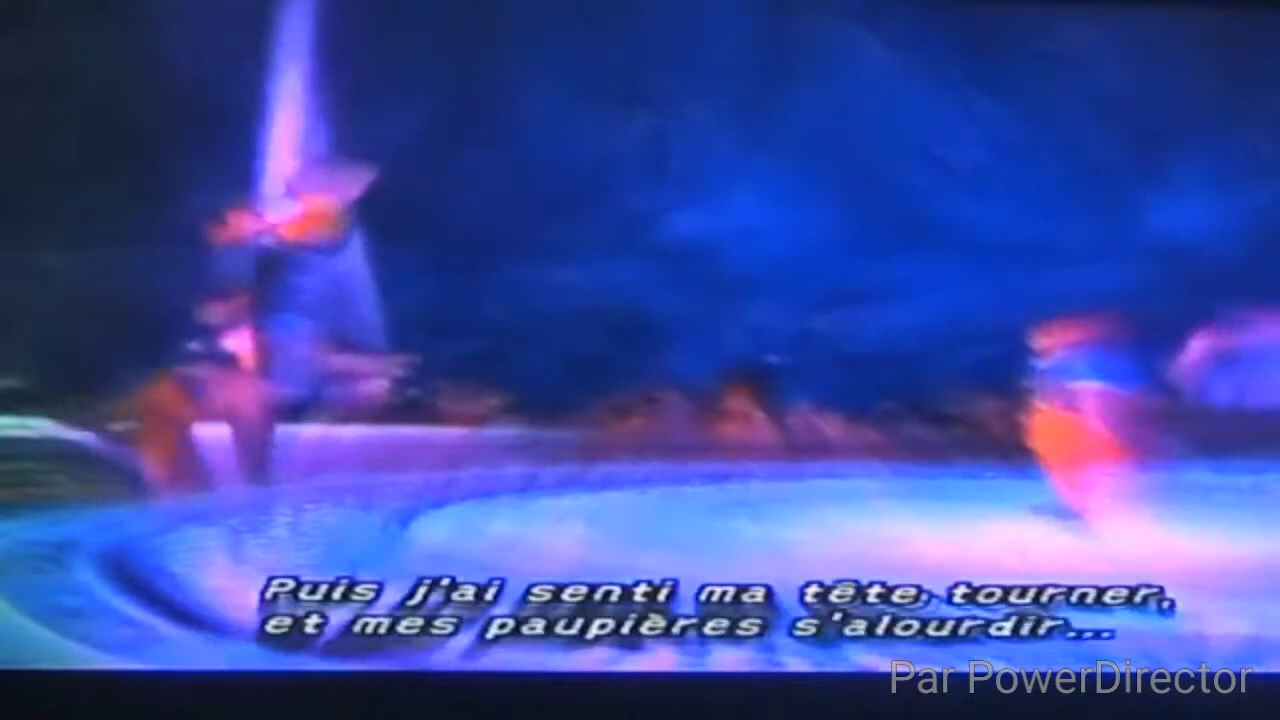 Puis j'ai senti ma tête, tourner,
et mes paupières s'alourdir...
Par PowerDirector